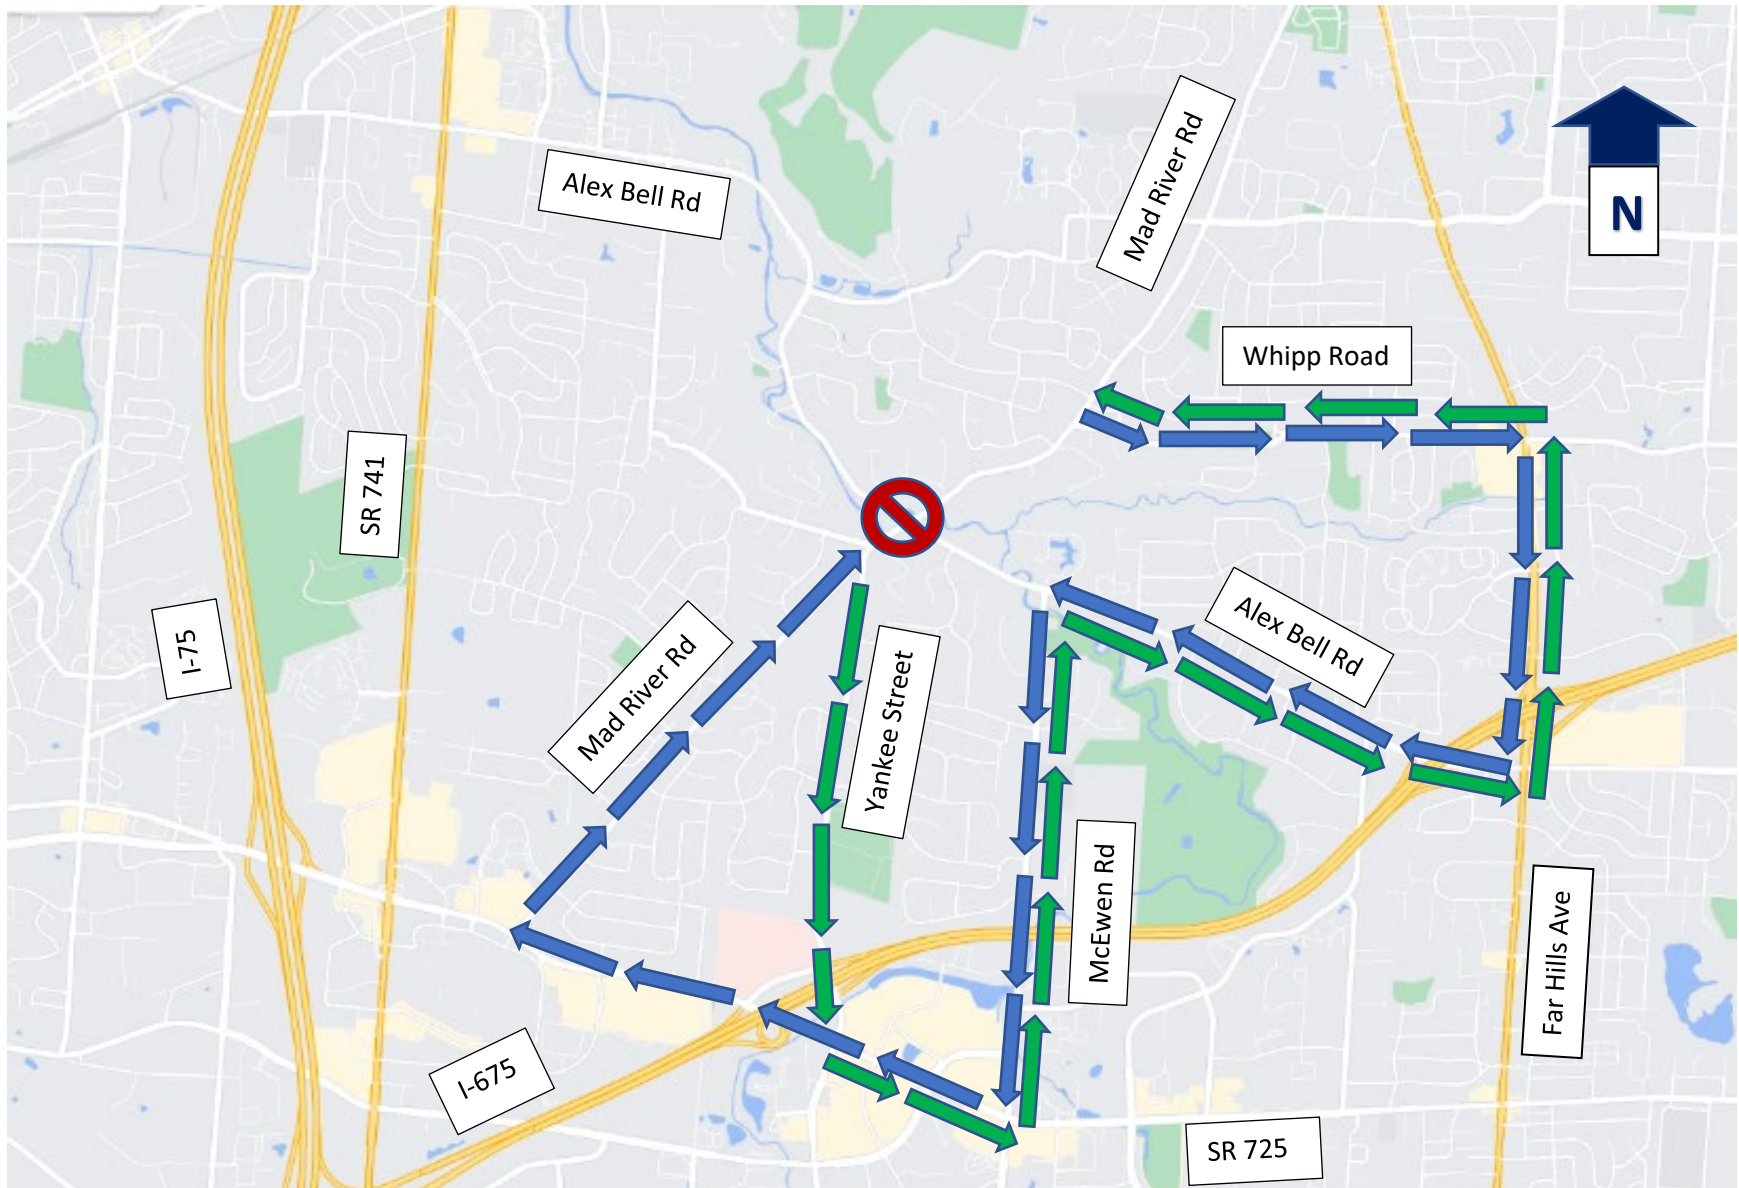 Mad River Rd
N
Alex Bell Rd
Whipp Road
SR 741
Alex Bell Rd
I-75
Mad River Rd
Yankee Street
McEwen Rd
Far Hills Ave
I-675
SR 725